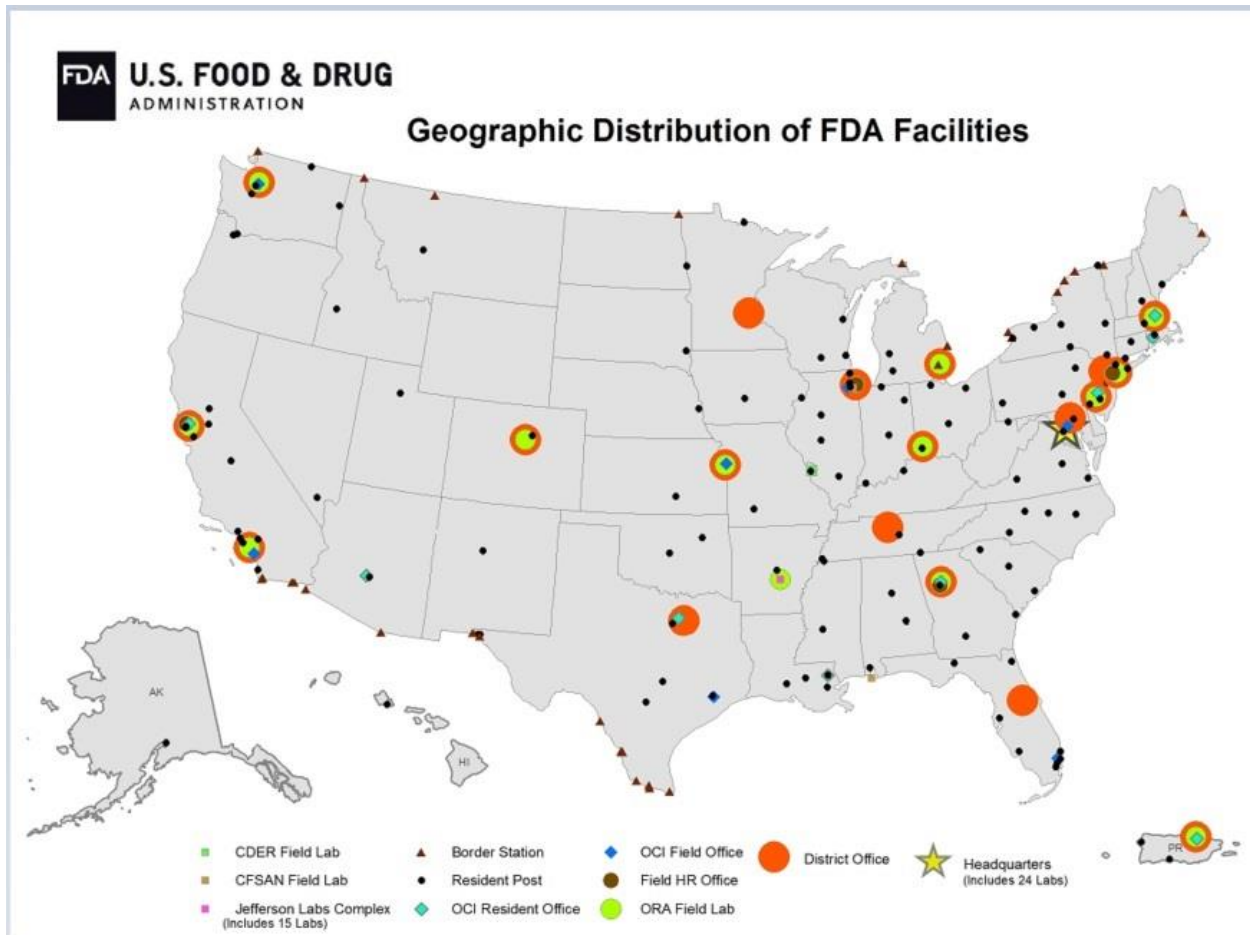 FDA
U.S. FOOD & DRUG
ADMINISTRATION
Geographic Distribution of FDA Facilities
AK
HI
PR
CDER Field Lab
CFSAN Field Lab
Jefferson Labs Complex
(Includes 15 Labs)
Border Station
Resident Post
OCI Resident Office
OCI Field Office
Field HR Office
ORA Field Lab
District Office
Headquarters
(Includes 24 Labs)